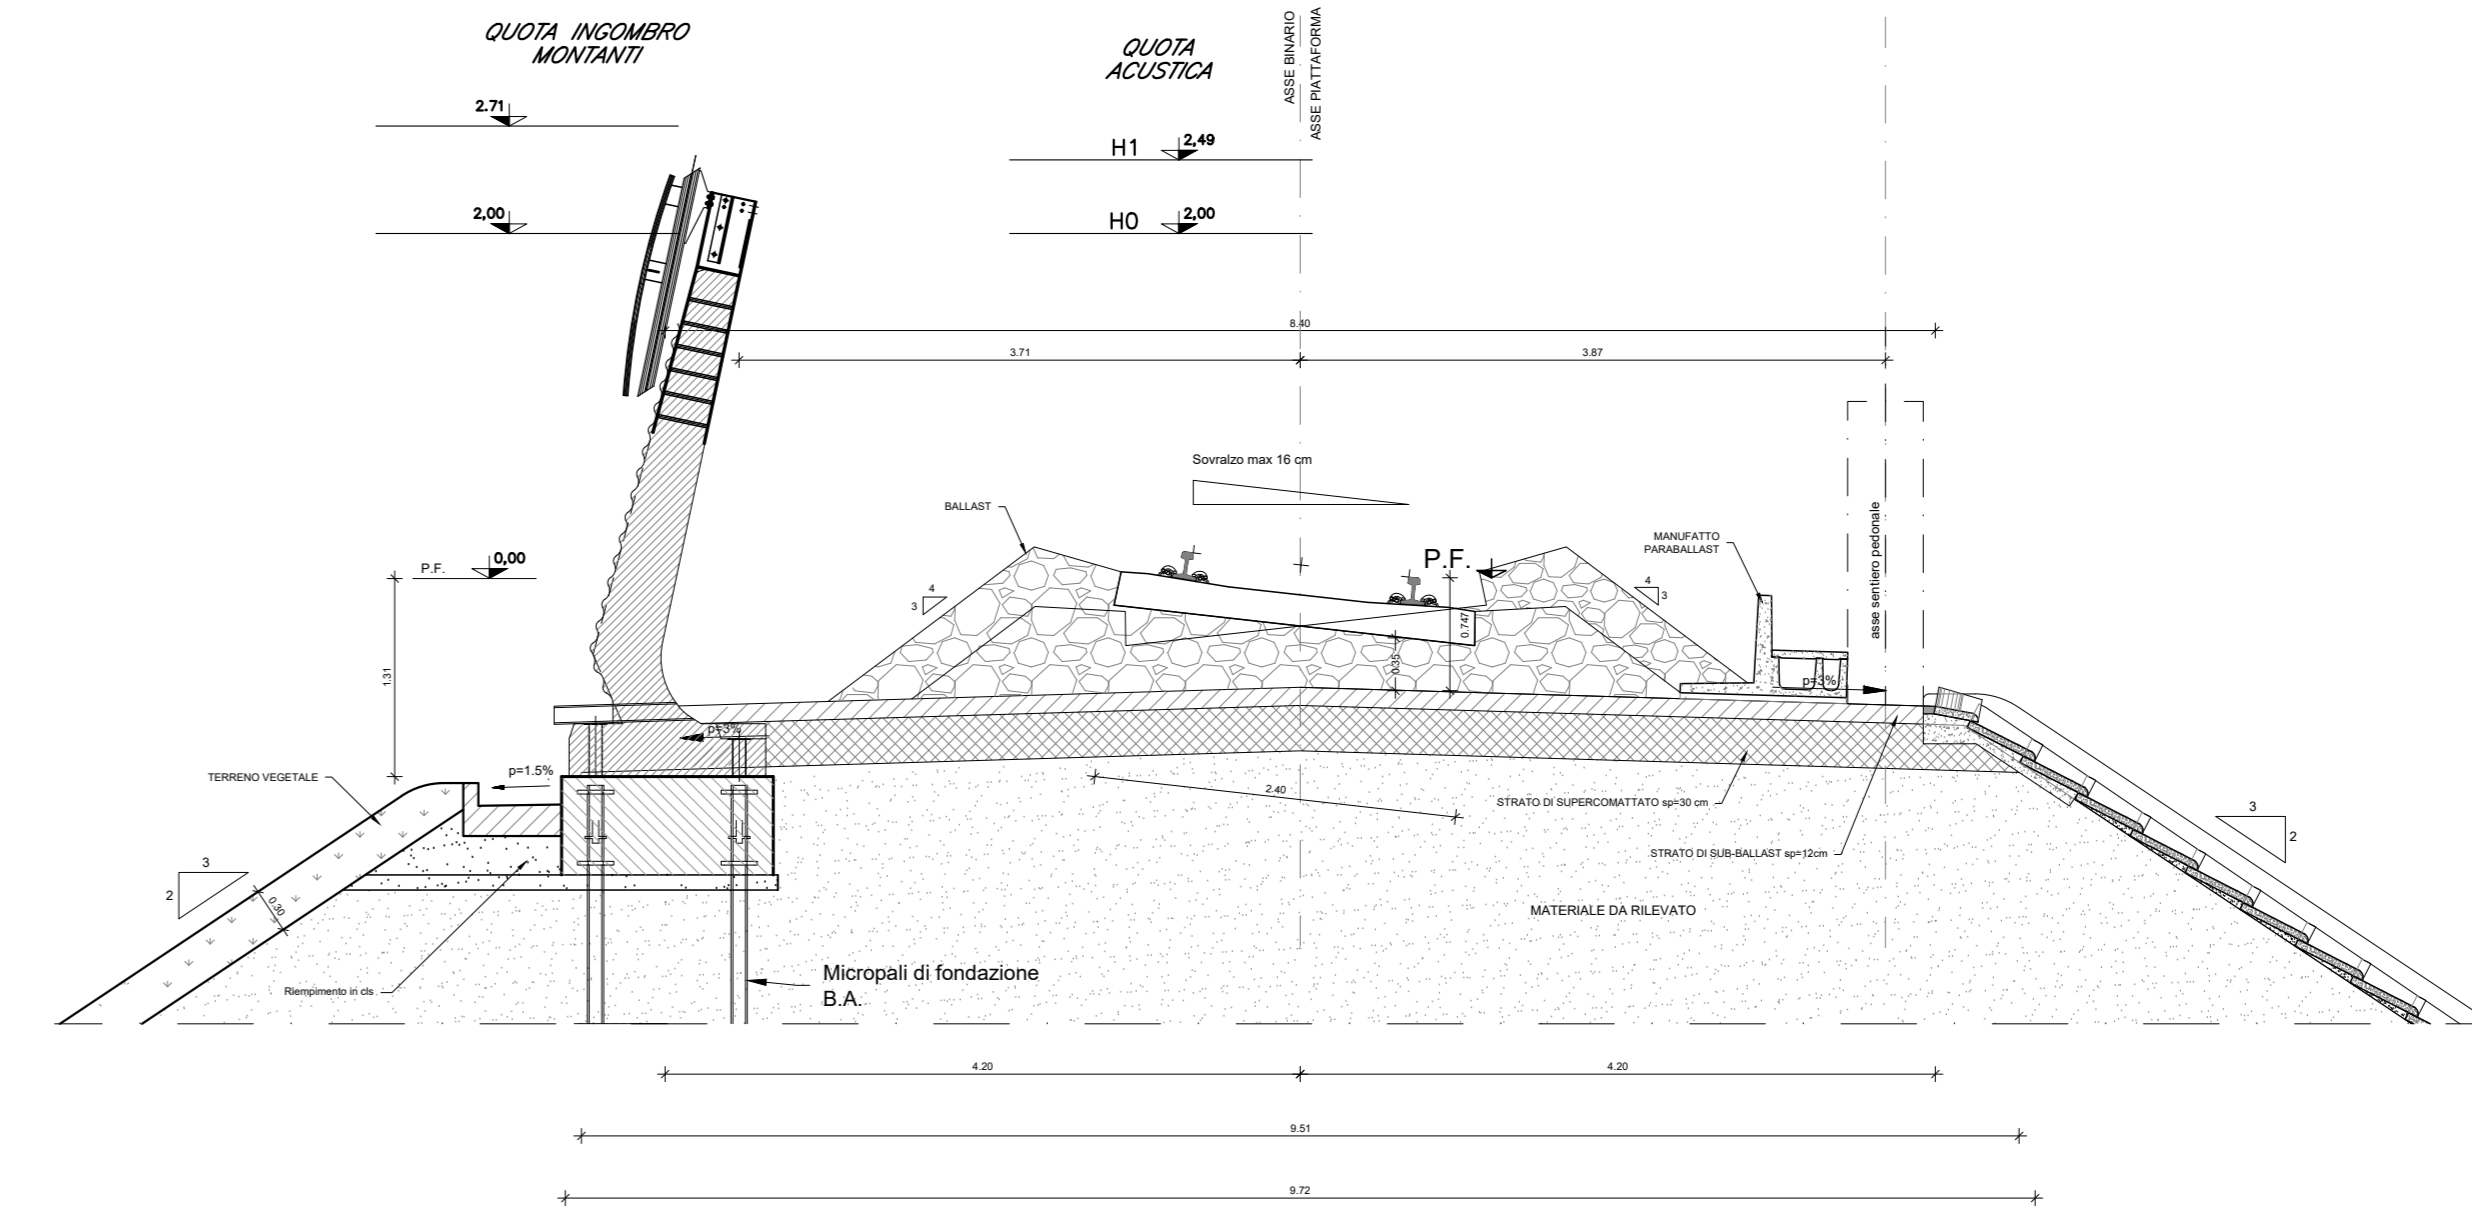 QUOTA INGOMBRO
MONTANTI
QUOTA
ACUSTICA
ASSE BINARIO
ASSE PIATTAFORMA
2.71
H1 2,49
2,00
H0 2,00
8.40
3.71
3.87
Sovralzo max 16 cm
BALLAST
MANUFATTO
PARABALLAST
asse sentiero pedonale
P.F. 0,00
P.F.
4
3
4
3
0.747
0.35
1.31
p=3%
p=3%
p=1.5%
TERRENO VEGETALE
2.40
STRATO DI SUPERCOMATTATO sp=30 cm
STRATO DI SUB-BALLAST sp=12cm
3
2
3
2
0.30
MATERIALE DA RILEVATO
Riempimento in cls
Micropali di fondazione
B.A.
4.20
4.20
9.51
9.72